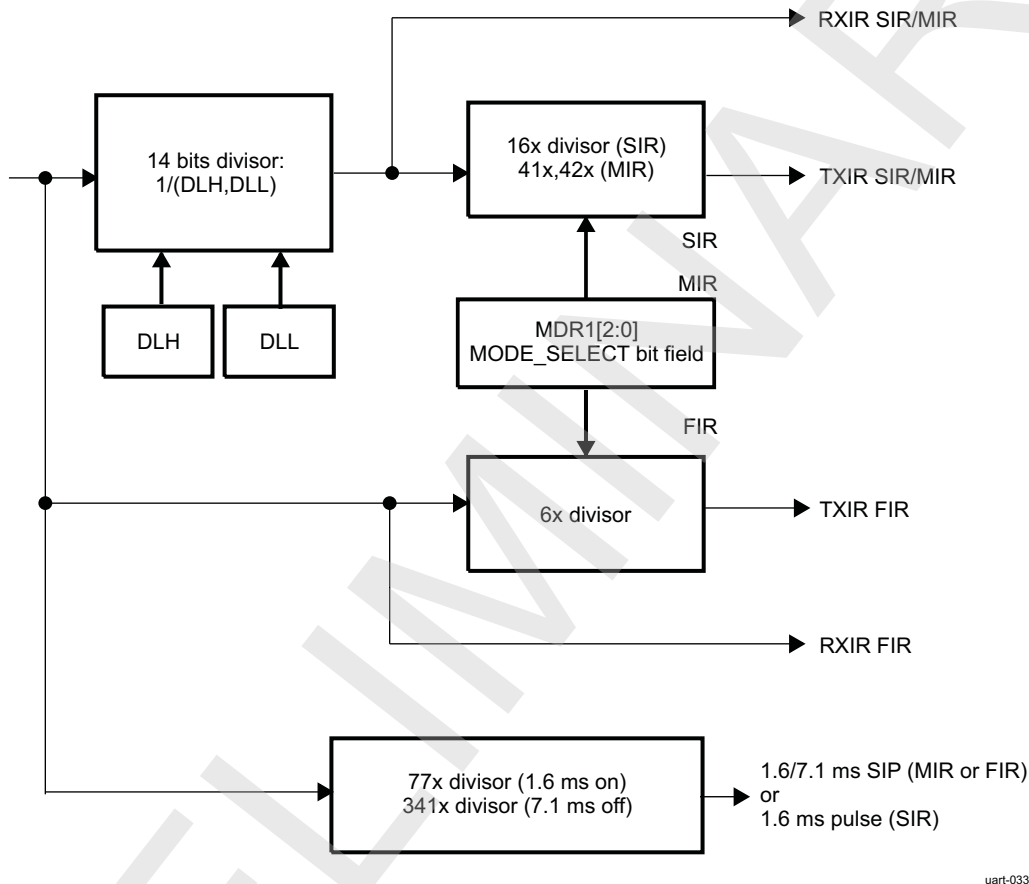 RXIR SIR/MIR
14 bits divisor:
1/(DLH,DLL)
16x divisor (SIR)
41x,42x (MIR)
TXIR SIR/MIR
SIR
MIR
DLH
DLL
MDR1[2:0]
MODE_SELECT bit field
FIR
6x divisor
TXIR FIR
RXIR FIR
77x divisor (1.6 ms on)
341x divisor (7.1 ms off)
1.6/7.1 ms SIP (MIR or FIR)
or
1.6 ms pulse (SIR)
uart-033
ELIMINAR